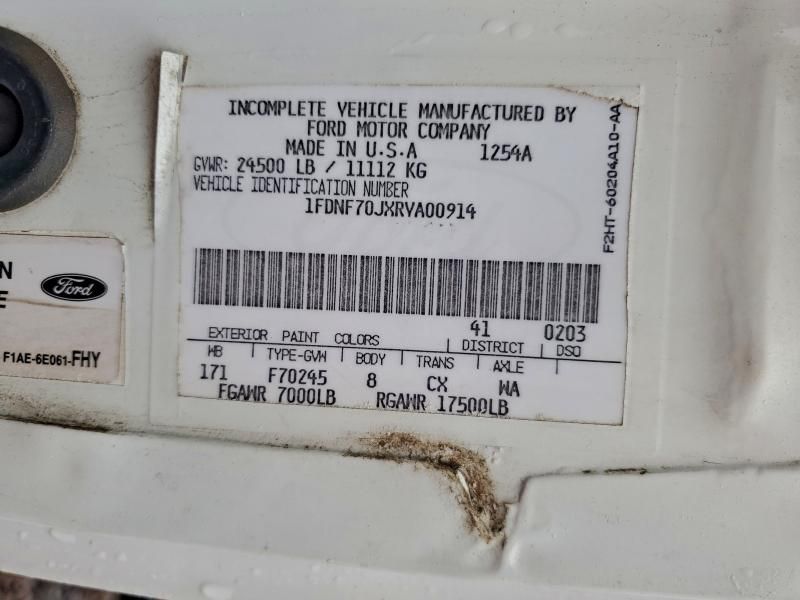 INCOMPLETE VEHICLE MANUFACTURED BY
FORD MOTOR COMPANY
MADE IN U.S.A 1254A
GVWR: 24500 LB / 11112 KG
VEHICLE IDENTIFICATION NUMBER
1FDNF70JXRVA00914
F2HT-60204A10-AA
41 0203
EXTERIOR PAINT COLORS DISTRICT DSO
WB TYPE-GVW BODY TRANS AXLE
171 F70245 8 CX WA
FGAWR 7000LB RGAWR 17500LB
N
E
Ford
F1AE-6E061-FHY